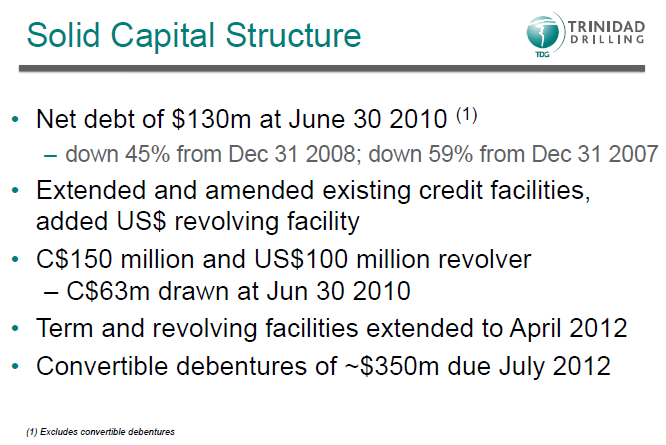 Solid Capital Structure
TRINIDAD
DRILLING
TDG
• Net debt of $130m at June 30 2010 (1)
– down 45% from Dec 31 2008; down 59% from Dec 31 2007
• Extended and amended existing credit facilities,
added US$ revolving facility
• C$150 million and US$100 million revolver
– C$63m drawn at Jun 30 2010
• Term and revolving facilities extended to April 2012
• Convertible debentures of ~$350m due July 2012
(1) Excludes convertible debentures